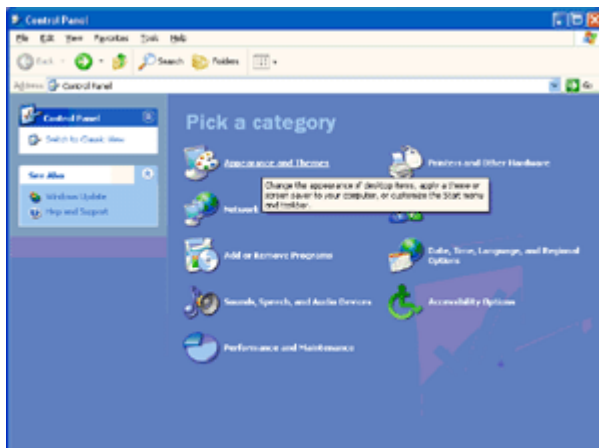 Control Panel
File Edit View Favorites Tools Help
Back Search Folders
Address Control Panel Go
Control Panel
Switch to Classic View
See Also
Windows Update
Help and Support
Pick a category
Appearance and Themes
Printers and Other Hardware
Change the appearance of desktop items, apply a theme or
screen saver to your computer, or customize the Start menu
and taskbar.
Network
Add or Remove Programs
Date, Time, Language, and Regional
Options
Sounds, Speech, and Audio Devices
Accessibility Options
Performance and Maintenance